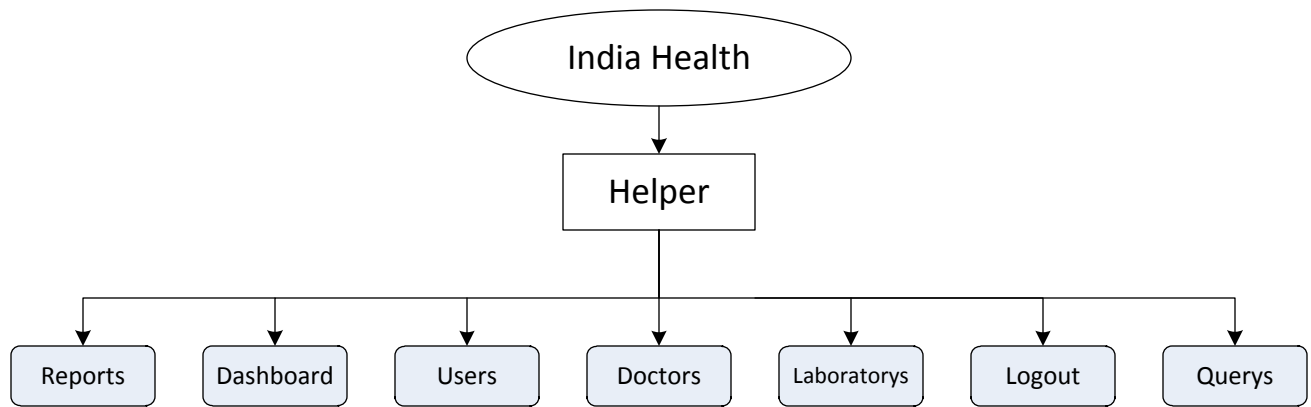 India Health
Helper
Reports
Dashboard
Users
Doctors
Laboratorys
Logout
Querys